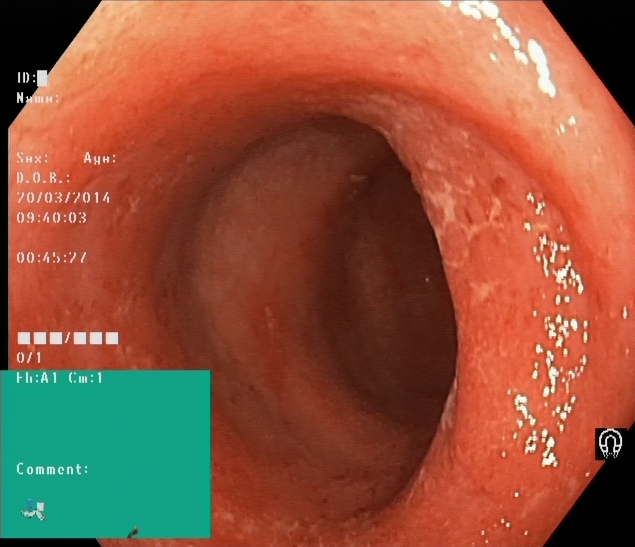 ID:
Name:
Sex: Age:
D.O.B.:
20/03/2014
09:40:03
00:45:27
■■■/■■■
0/1
Eh:A1 Cm:1
Comment: